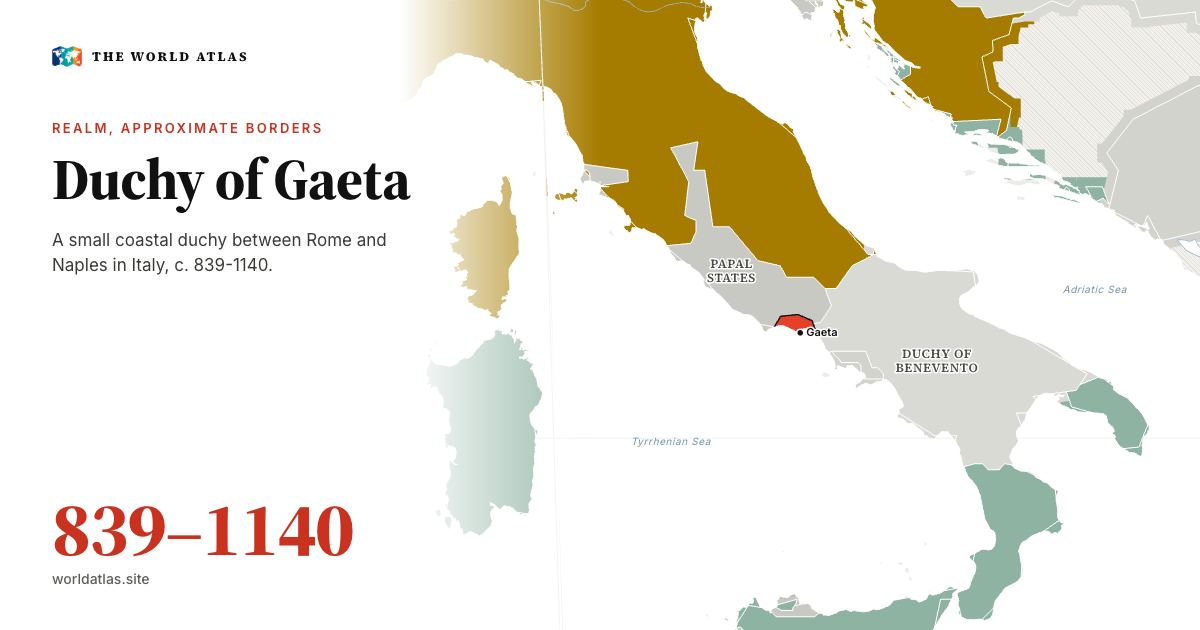 THE WORLD ATLAS
REALM, APPROXIMATE BORDERS
Duchy of Gaeta
A small coastal duchy between Rome and
Naples in Italy, c. 839-1140.
839–1140
worldatlas.site
PAPAL
STATES
Gaeta
DUCHY OF
BENEVENTO
Adriatic Sea
Tyrrhenian Sea